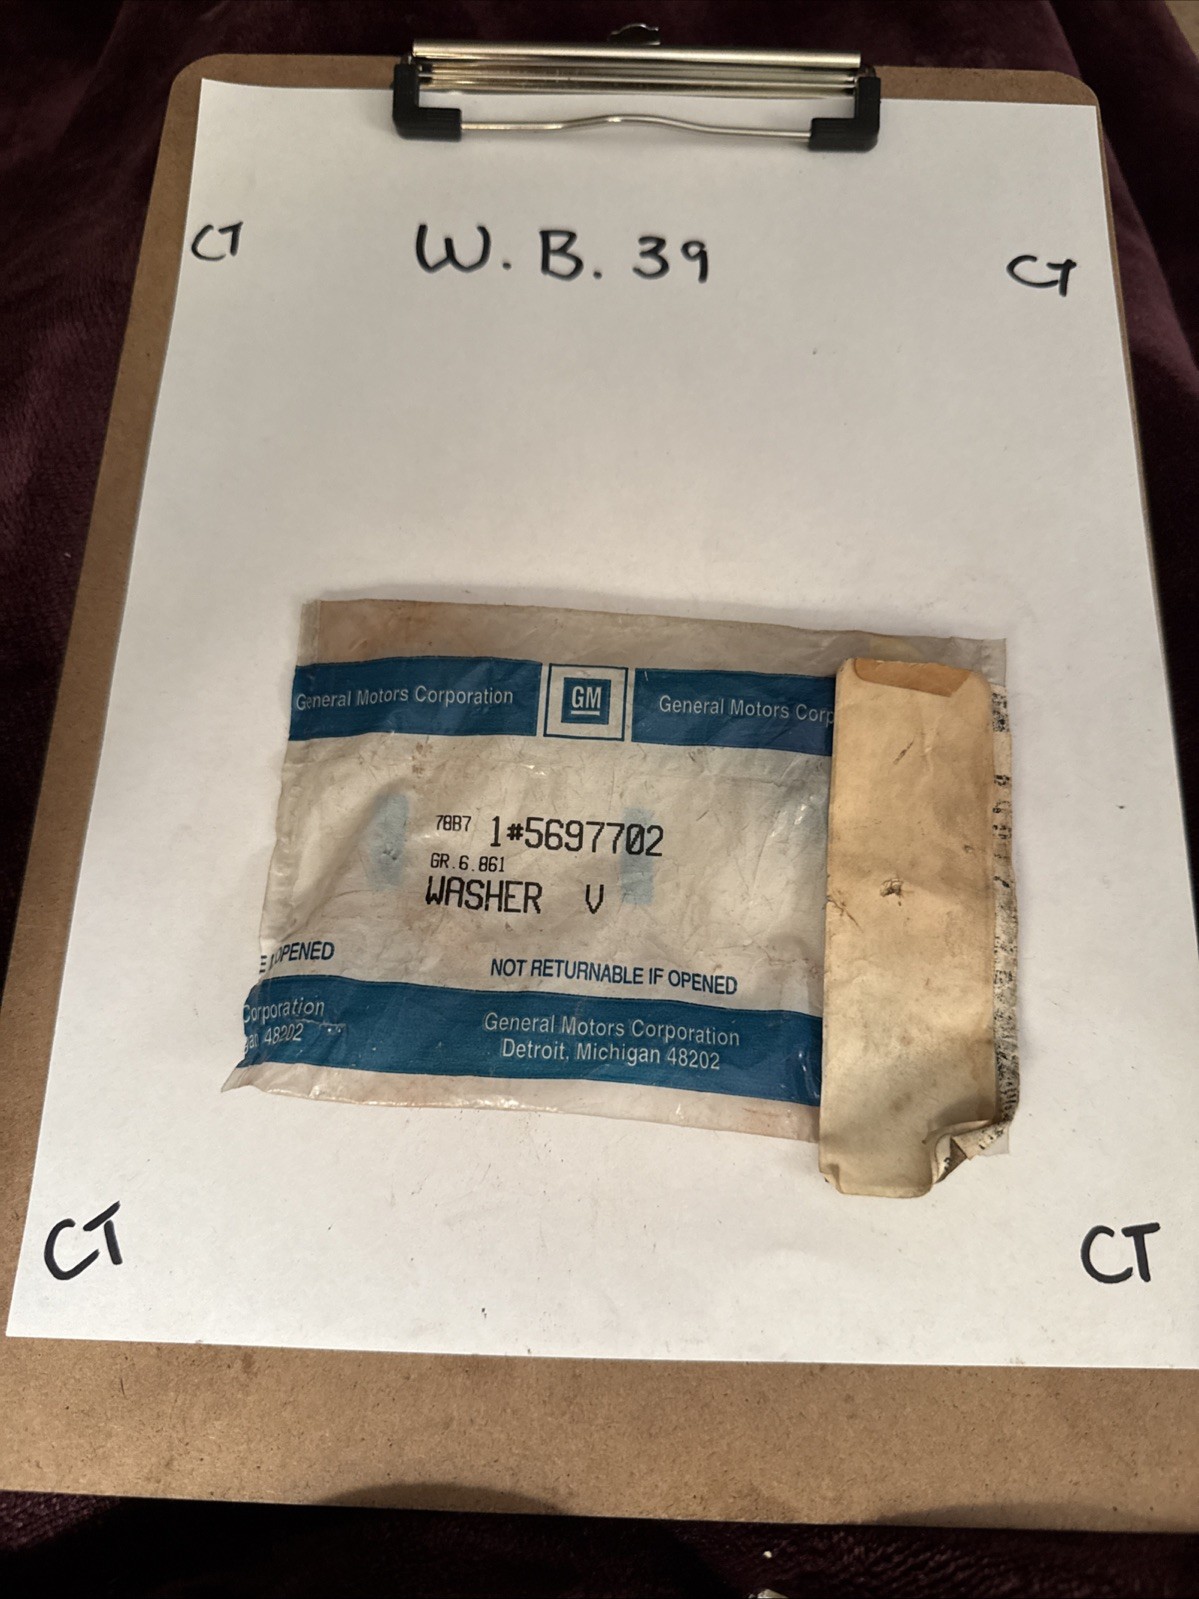 CT W. B. 39 CT
General Motors Corporation GM General Motors Corp
78B7 1#5697702
GR.6.861
WASHER V
OPENED NOT RETURNABLE IF OPENED
Corporation General Motors Corporation
48202 Detroit, Michigan 48202
CT CT